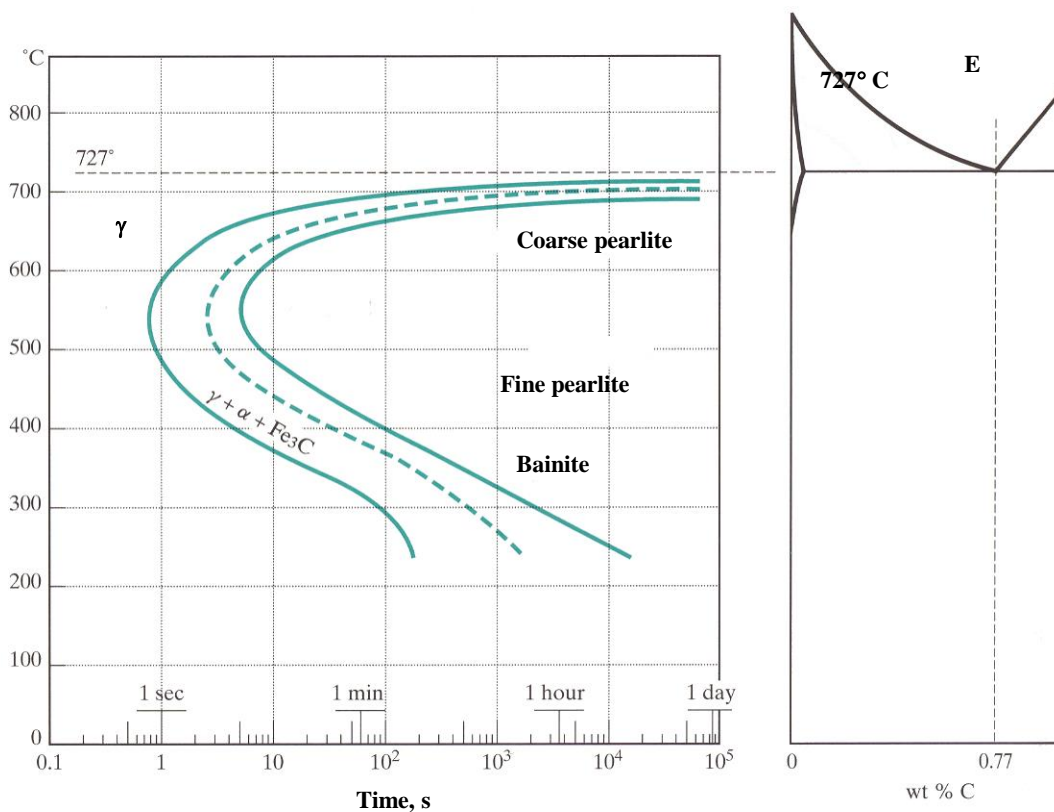 °C
800
727°
700
γ
Coarse pearlite
600
500
Fine pearlite
γ + α + Fe₃C
400
Bainite
300
200
100
1 sec
1 min
1 hour
1 day
0
0.1
1
10
10²
10³
10⁴
10⁵
Time, s
E
727° C
0
0.77
wt % C